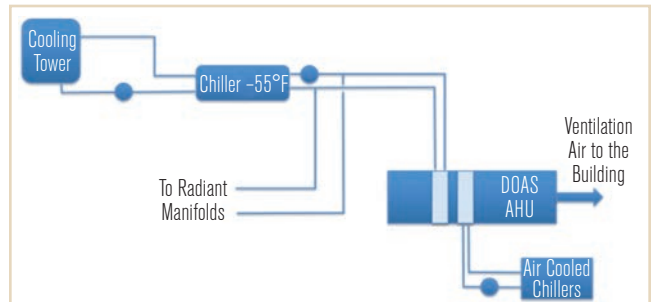 Cooling
Tower
Chiller –55°F
Ventilation
Air to the
Building
To Radiant
Manifolds
DOAS
AHU
Air Cooled
Chillers